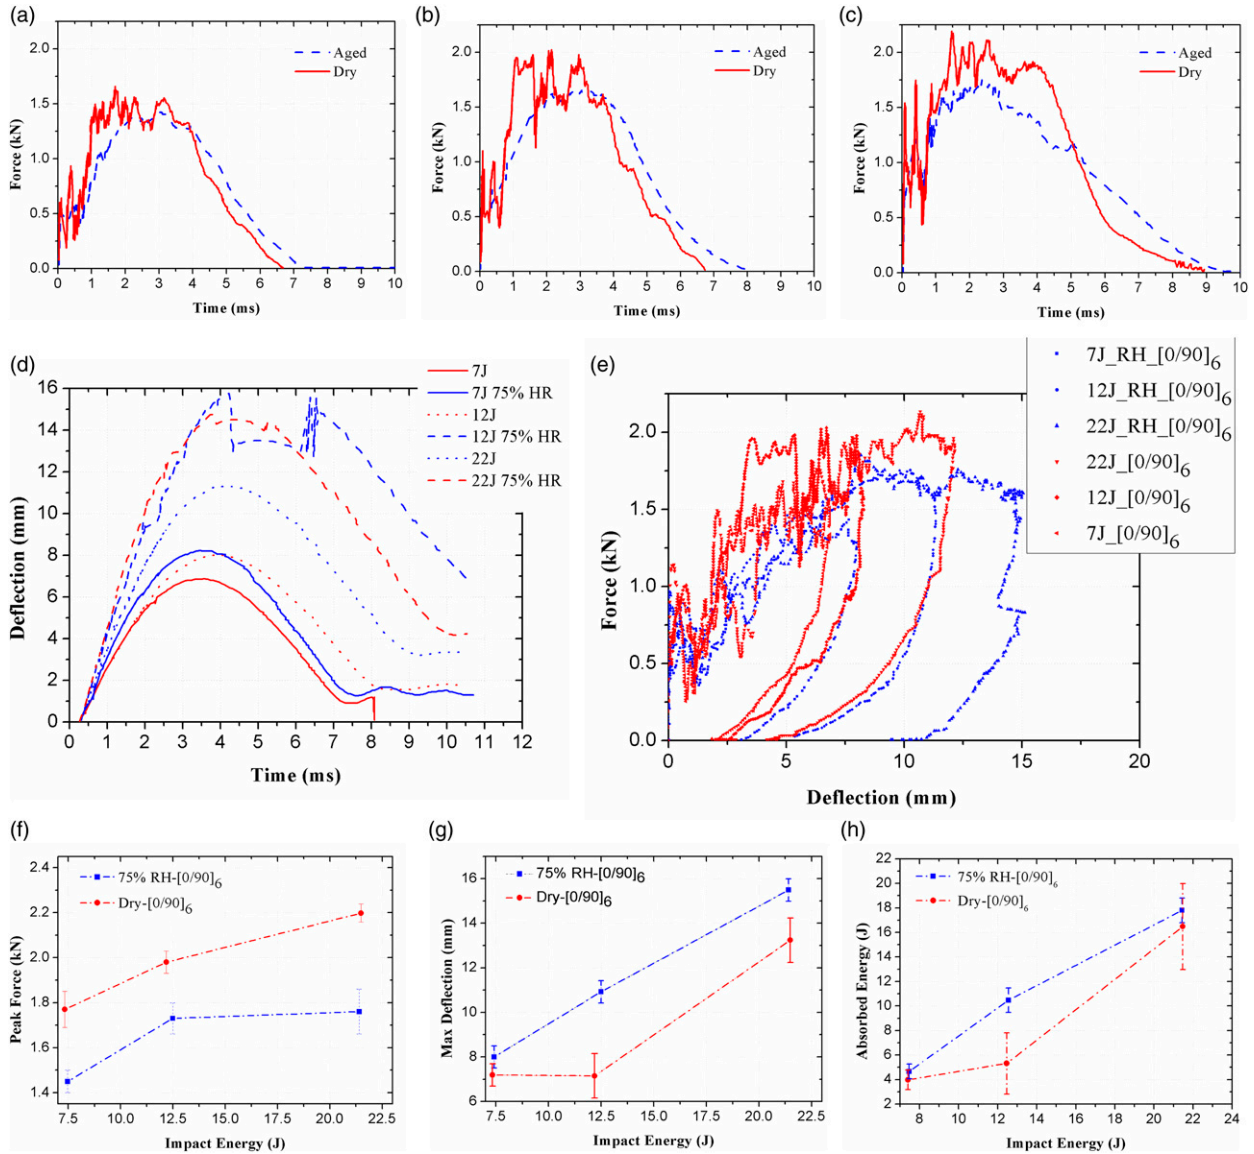 (a)
2.0
1.5
1.0
0.5
0.0
Force (kN)
Aged
Dry
0 1 2 3 4 5 6 7 8 9 10
Time (ms)
(b)
2.0
1.5
1.0
0.5
0.0
Force (kN)
Aged
Dry
0 1 2 3 4 5 6 7 8 9 10
Time (ms)
(c)
2.0
1.5
1.0
0.5
0.0
Force (kN)
Aged
Dry
0 1 2 3 4 5 6 7 8 9 10
Time (ms)
(d)
16
14
12
10
8
6
4
2
0
Deflection (mm)
7J
7J 75% HR
12J
12J 75% HR
22J
22J 75% HR
0 1 2 3 4 5 6 7 8 9 10 11 12
Time (ms)
(e)
2.0
1.5
1.0
0.5
0.0
Force (kN)
7J_RH_[0/90]6
12J_RH_[0/90]6
22J_RH_[0/90]6
22J_[0/90]6
12J_[0/90]6
7J_[0/90]6
0 5 10 15 20
Deflection (mm)
(f)
2.4
2.2
2.0
1.8
1.6
1.4
Peak Force (kN)
75% RH-[0/90]6
Dry-[0/90]6
7.5 10.0 12.5 15.0 17.5 20.0 22.5
Impact Energy (J)
(g)
16
14
12
10
8
6
Max Deflection (mm)
75% RH-[0/90]6
Dry-[0/90]6
7.5 10.0 12.5 15.0 17.5 20.0 22.5
Impact Energy (J)
(h)
22
20
18
16
14
12
10
8
6
4
2
Absorbed Energy (J)
75% RH-[0/90]6
Dry-[0/90]6
6 8 10 12 14 16 18 20 22 24
Impact Energy (J)